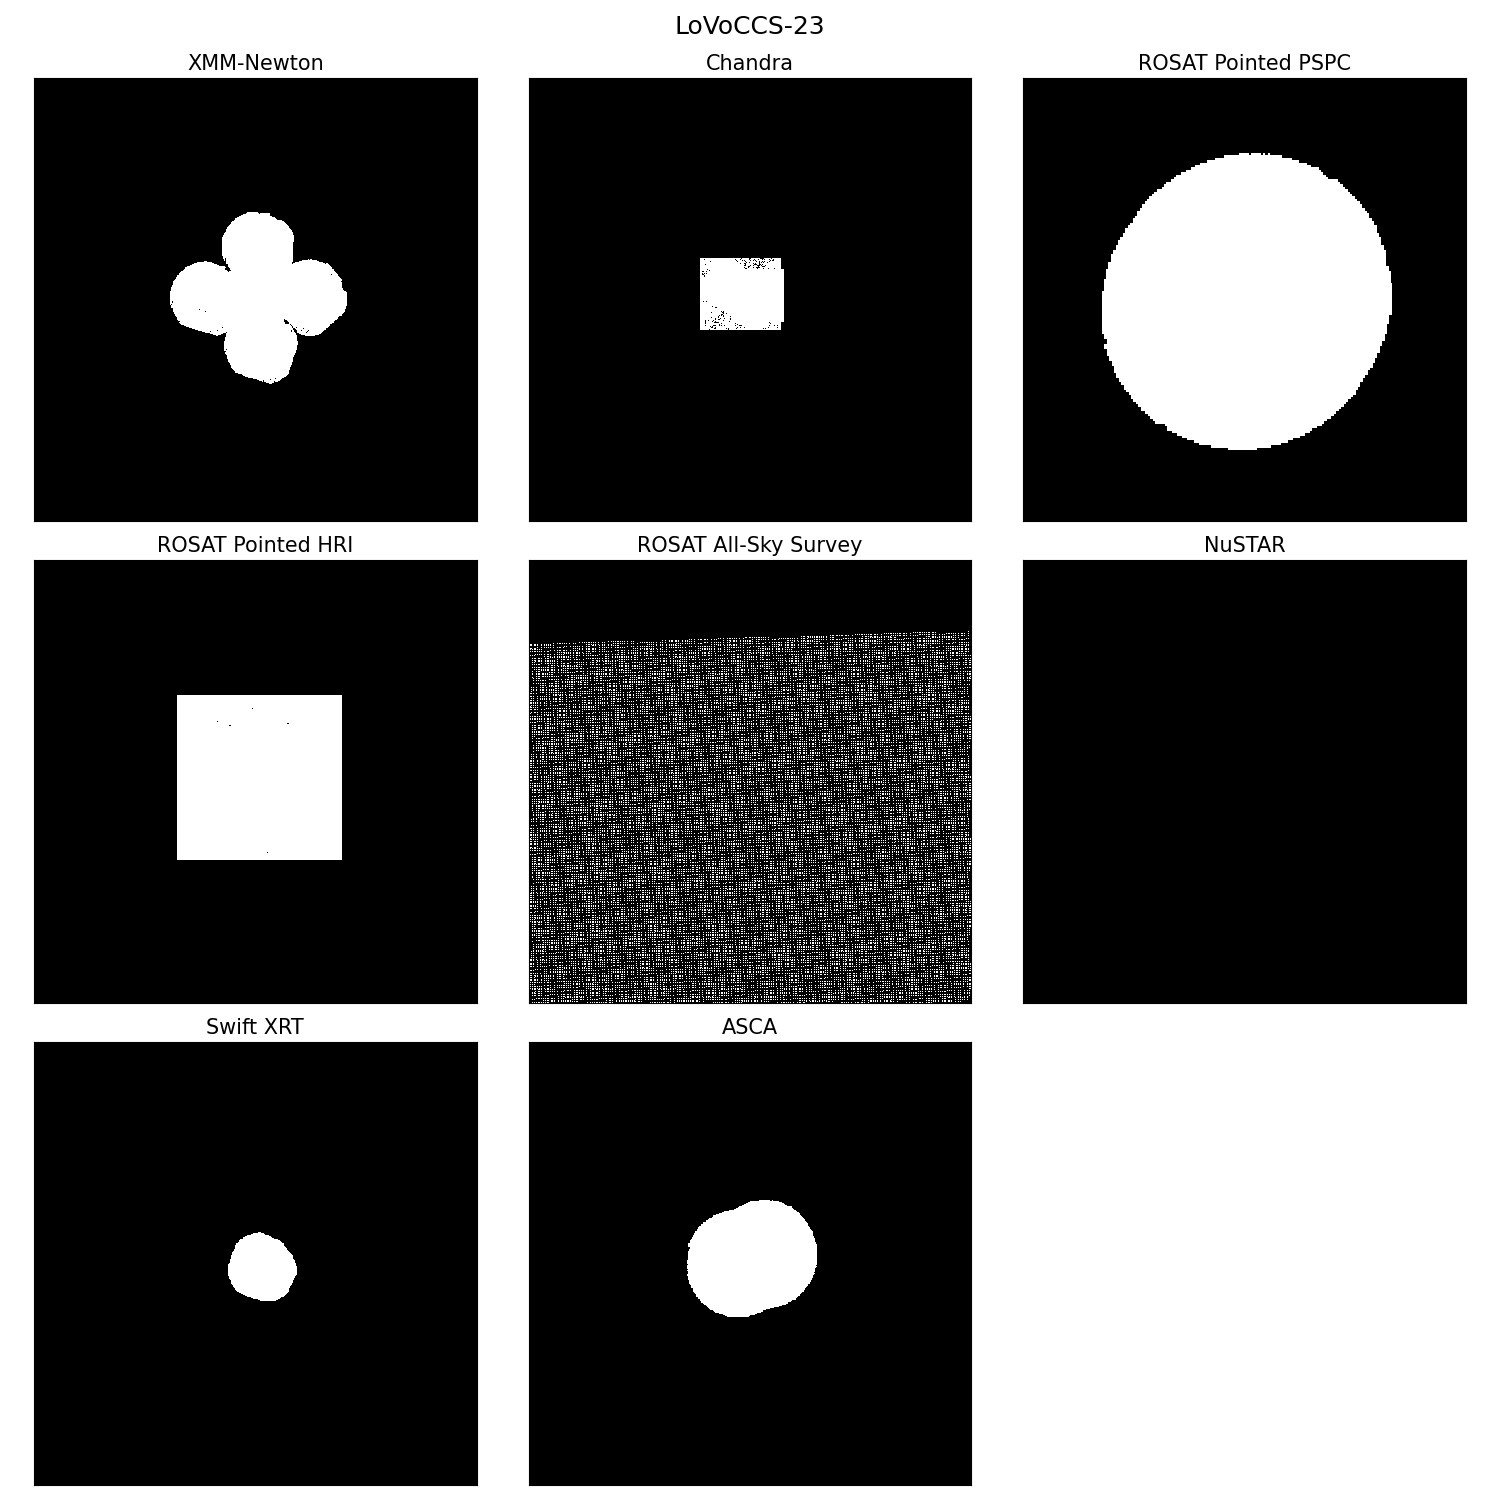 LoVoCCS-23
XMM-Newton
Chandra
ROSAT Pointed PSPC
ROSAT Pointed HRI
ROSAT All-Sky Survey
NuSTAR
Swift XRT
ASCA